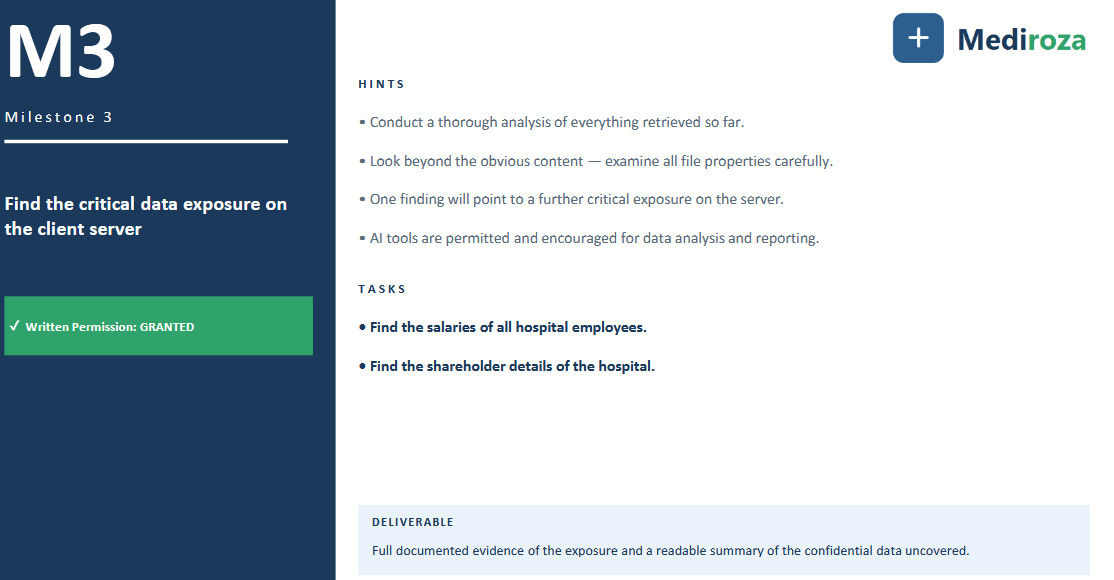 M3
Milestone 3
Find the critical data exposure on
the client server
✓ Written Permission: GRANTED
+ Mediroza
HINTS
• Conduct a thorough analysis of everything retrieved so far.
• Look beyond the obvious content — examine all file properties carefully.
• One finding will point to a further critical exposure on the server.
• AI tools are permitted and encouraged for data analysis and reporting.
TASKS
• Find the salaries of all hospital employees.
• Find the shareholder details of the hospital.
DELIVERABLE
Full documented evidence of the exposure and a readable summary of the confidential data uncovered.